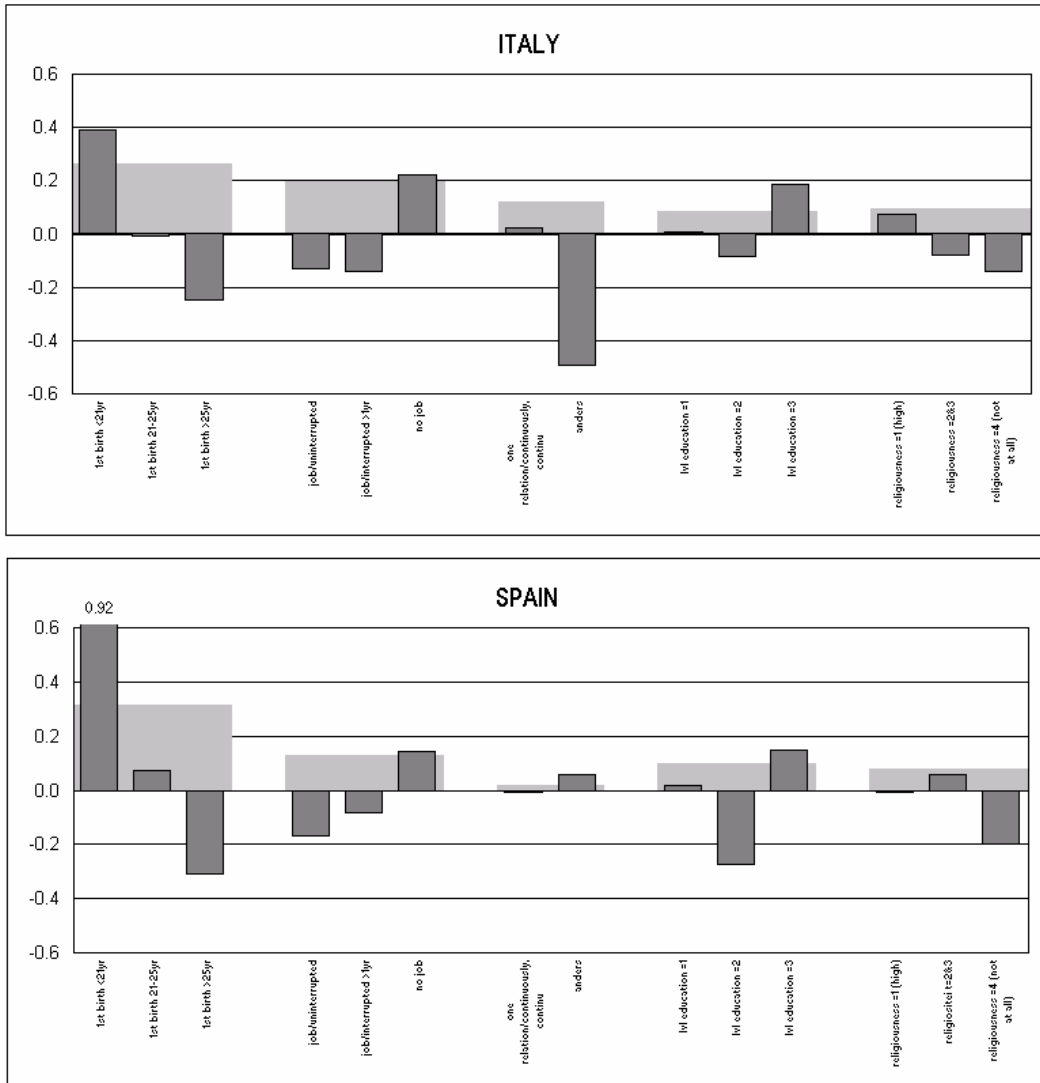 ITALY
0.6
0.4
0.2
0.0
-0.2
-0.4
-0.6
1st birth <21yr
1st birth 21-25yr
1st birth >25yr
job/uninterrupted
job/interrupted >1yr
no job
one
relation/continuously,
continu
anders
lvl education =1
lvl education =2
lvl education =3
religiousness =1 (high)
religiousness =2&3
religiousness =4 (not
at all)
SPAIN
0.92
0.6
0.4
0.2
0.0
-0.2
-0.4
-0.6
1st birth <21yr
1st birth 21-25yr
1st birth >25yr
job/uninterrupted
job/interrupted >1yr
no job
one
relation/continuously,
continu
anders
lvl education =1
lvl education =2
lvl education =3
religiousness =1 (high)
religiositei t=2&3
religiousness =4 (not
at all)